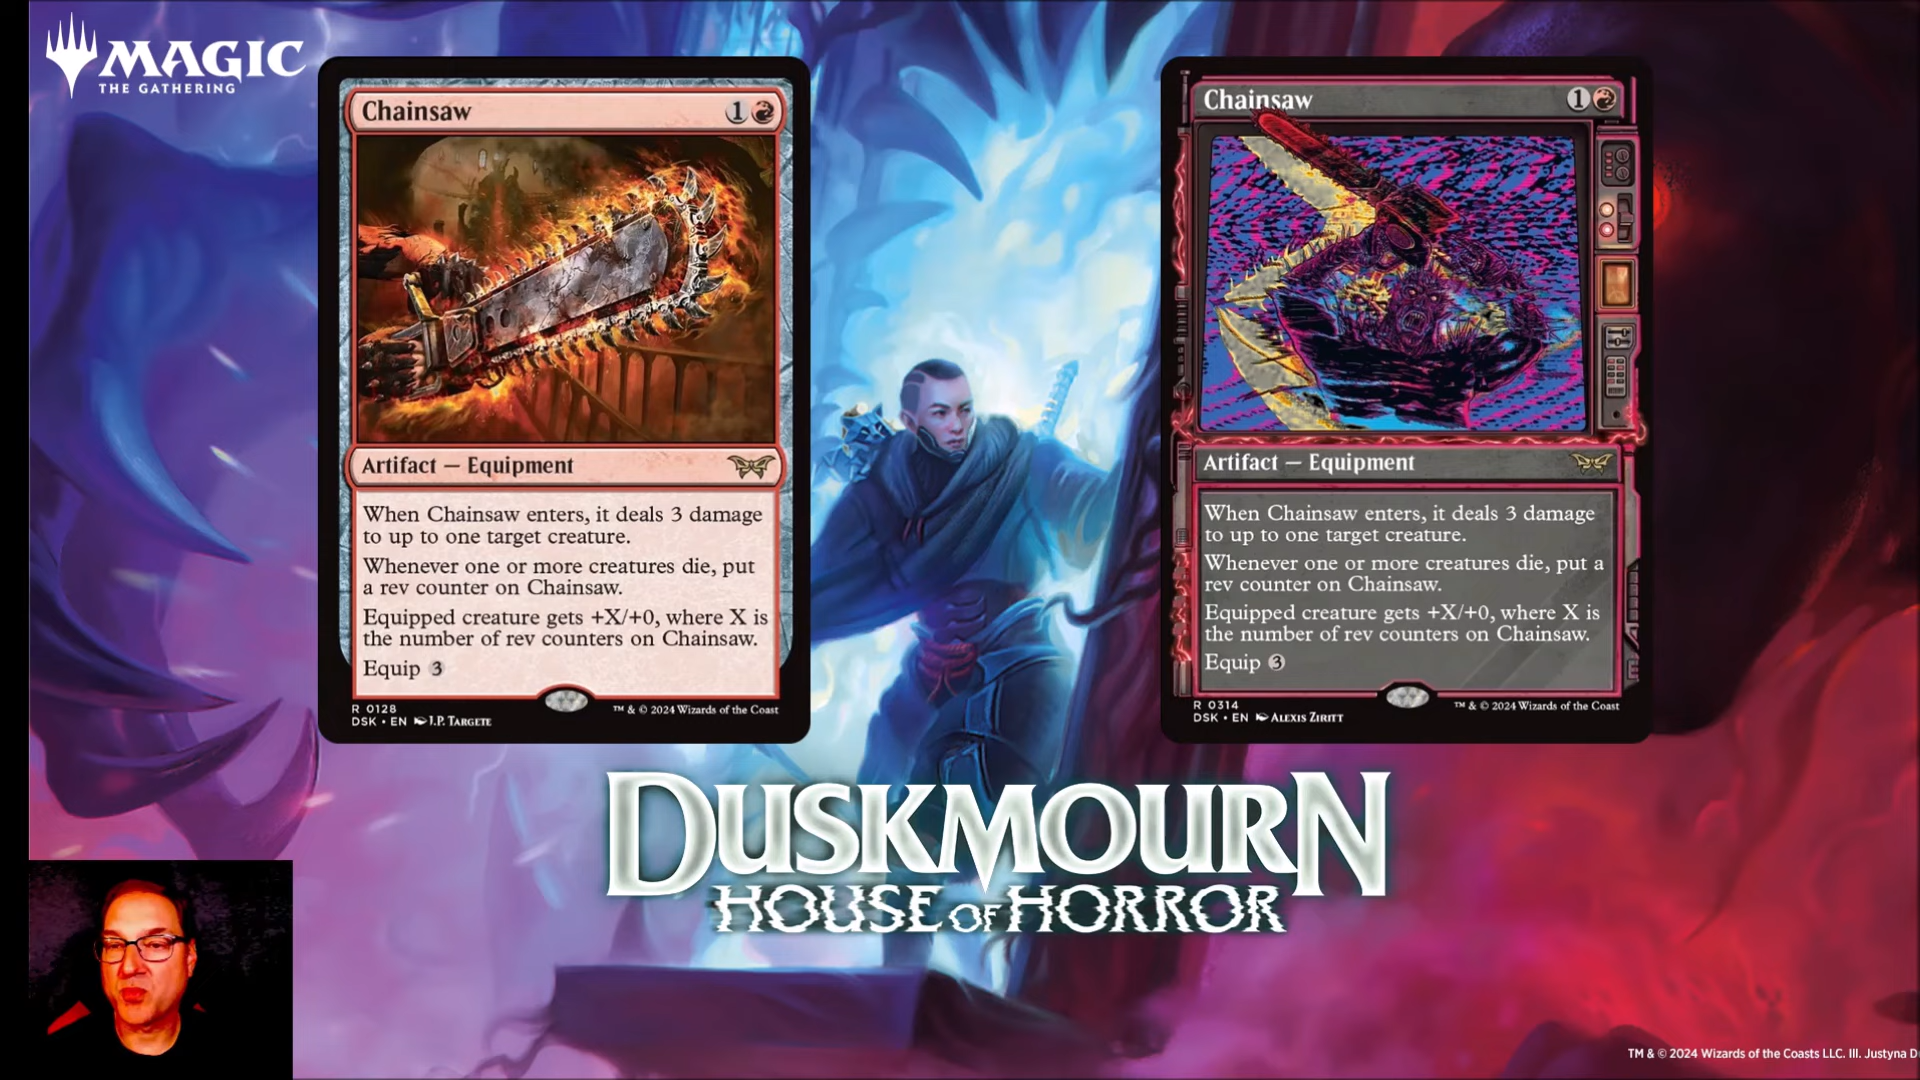 MAGIC
THE GATHERING
Chainsaw 1
Artifact — Equipment
When Chainsaw enters, it deals 3 damage
to up to one target creature.
Whenever one or more creatures die, put
a rev counter on Chainsaw.
Equipped creature gets +X/+0, where X is
the number of rev counters on Chainsaw.
Equip 3
R 0128
DSK • EN J.P. TARGETE
™ & © 2024 Wizards of the Coast
Chainsaw 1
Artifact — Equipment
When Chainsaw enters, it deals 3 damage
to up to one target creature.
Whenever one or more creatures die, put a
rev counter on Chainsaw.
Equipped creature gets +X/+0, where X is
the number of rev counters on Chainsaw.
Equip 3
R 0314
DSK • EN ALEXIS ZIRITT
™ & © 2024 Wizards of the Coast
DUSKMOURN
HOUSE OF HORROR
TM & © 2024 Wizards of the Coasts LLC. Ill. Justyna D